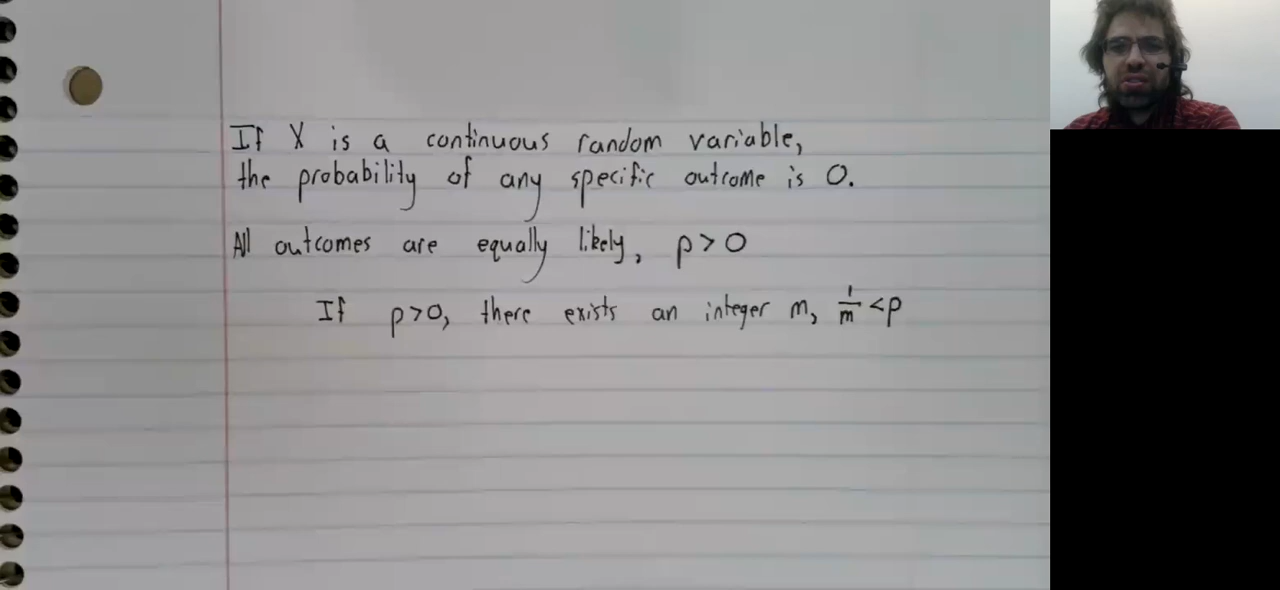 If X is a continuous random variable,
the probability of any specific outcome is 0.
All outcomes are equally likely, p > 0
If p > 0, there exists an integer m, 1/m < p